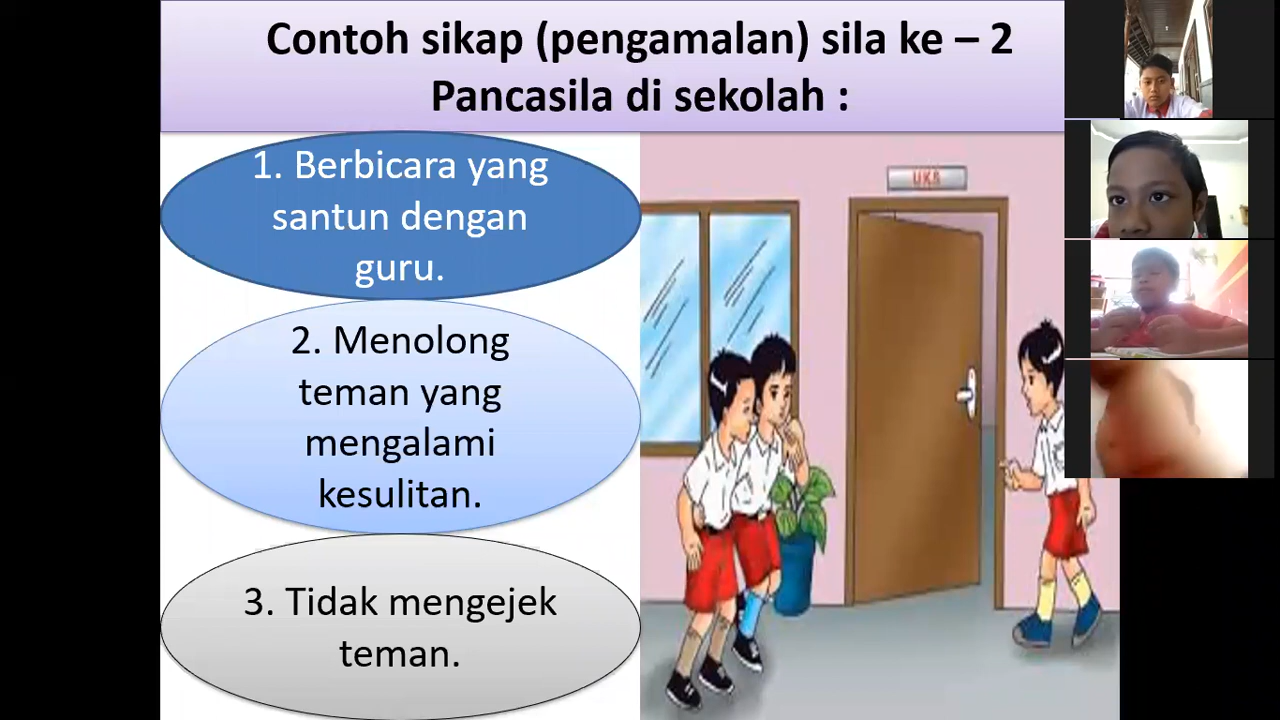 Contoh sikap (pengamalan) sila ke – 2
Pancasila di sekolah :
1. Berbicara yang
santun dengan
guru.
2. Menolong
teman yang
mengalami
kesulitan.
3. Tidak mengejek
teman.
UKS